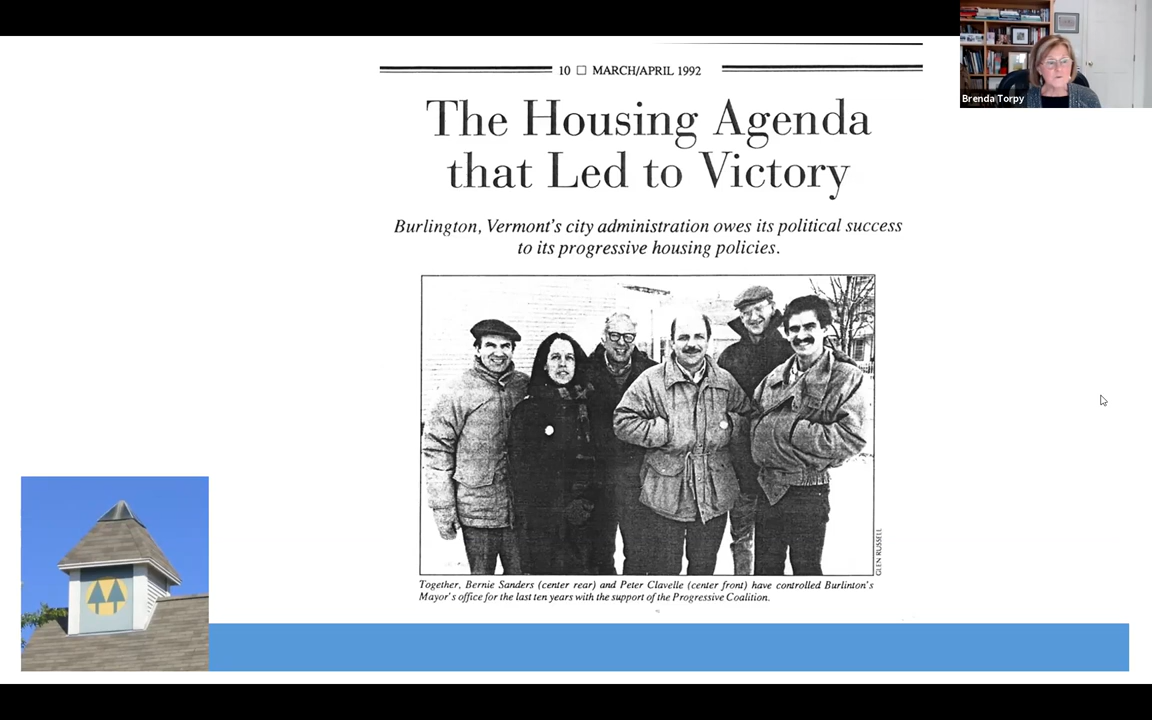 10 □ MARCH/APRIL 1992
The Housing Agenda
that Led to Victory
Burlington, Vermont's city administration owes its political success
to its progressive housing policies.
GLEN RUSSELL
Together, Bernie Sanders (center rear) and Peter Clavelle (center front) have controlled Burlinton's
Mayor's office for the last ten years with the support of the Progressive Coalition.
Brenda Torpy